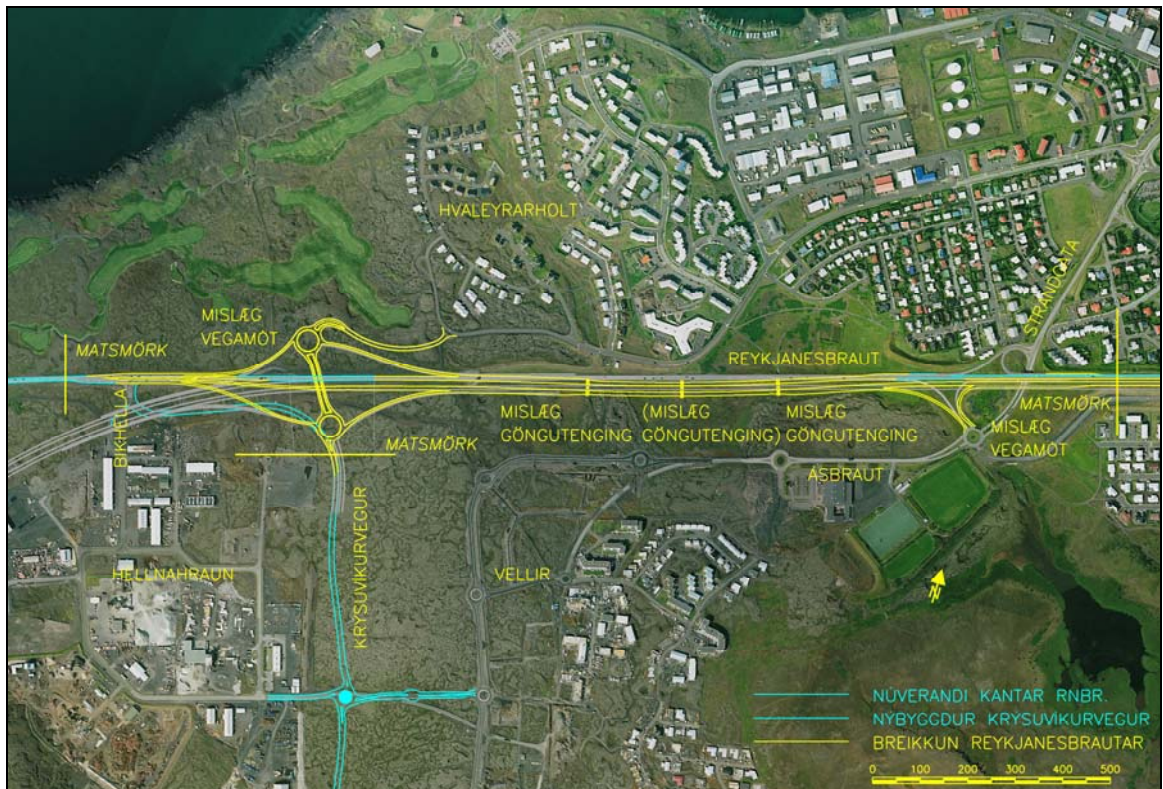 HVALEYRARHOLT
MISLÆG
VEGAMÓT
STRANDGATA
MATSMÖRK
REYKJANESBRAUT
BIKHELLA
MISLÆG
GÖNGUTENGING
(MISLÆG
GÖNGUTENGING)
MISLÆG
GÖNGUTENGING
MATSMÖRK
MISLÆG
VEGAMÓT
MATSMÖRK
ÁSBRAUT
HELLNAHRAUN
KRÝSUVÍKURVEGUR
VELLIR
N
NÚVERANDI KANTAR RNBR.
NÝBYGGÐUR KRÝSUVÍKURVEGUR
BREIKKUN REYKJANESBRAUTAR
0 100 200 300 400 500